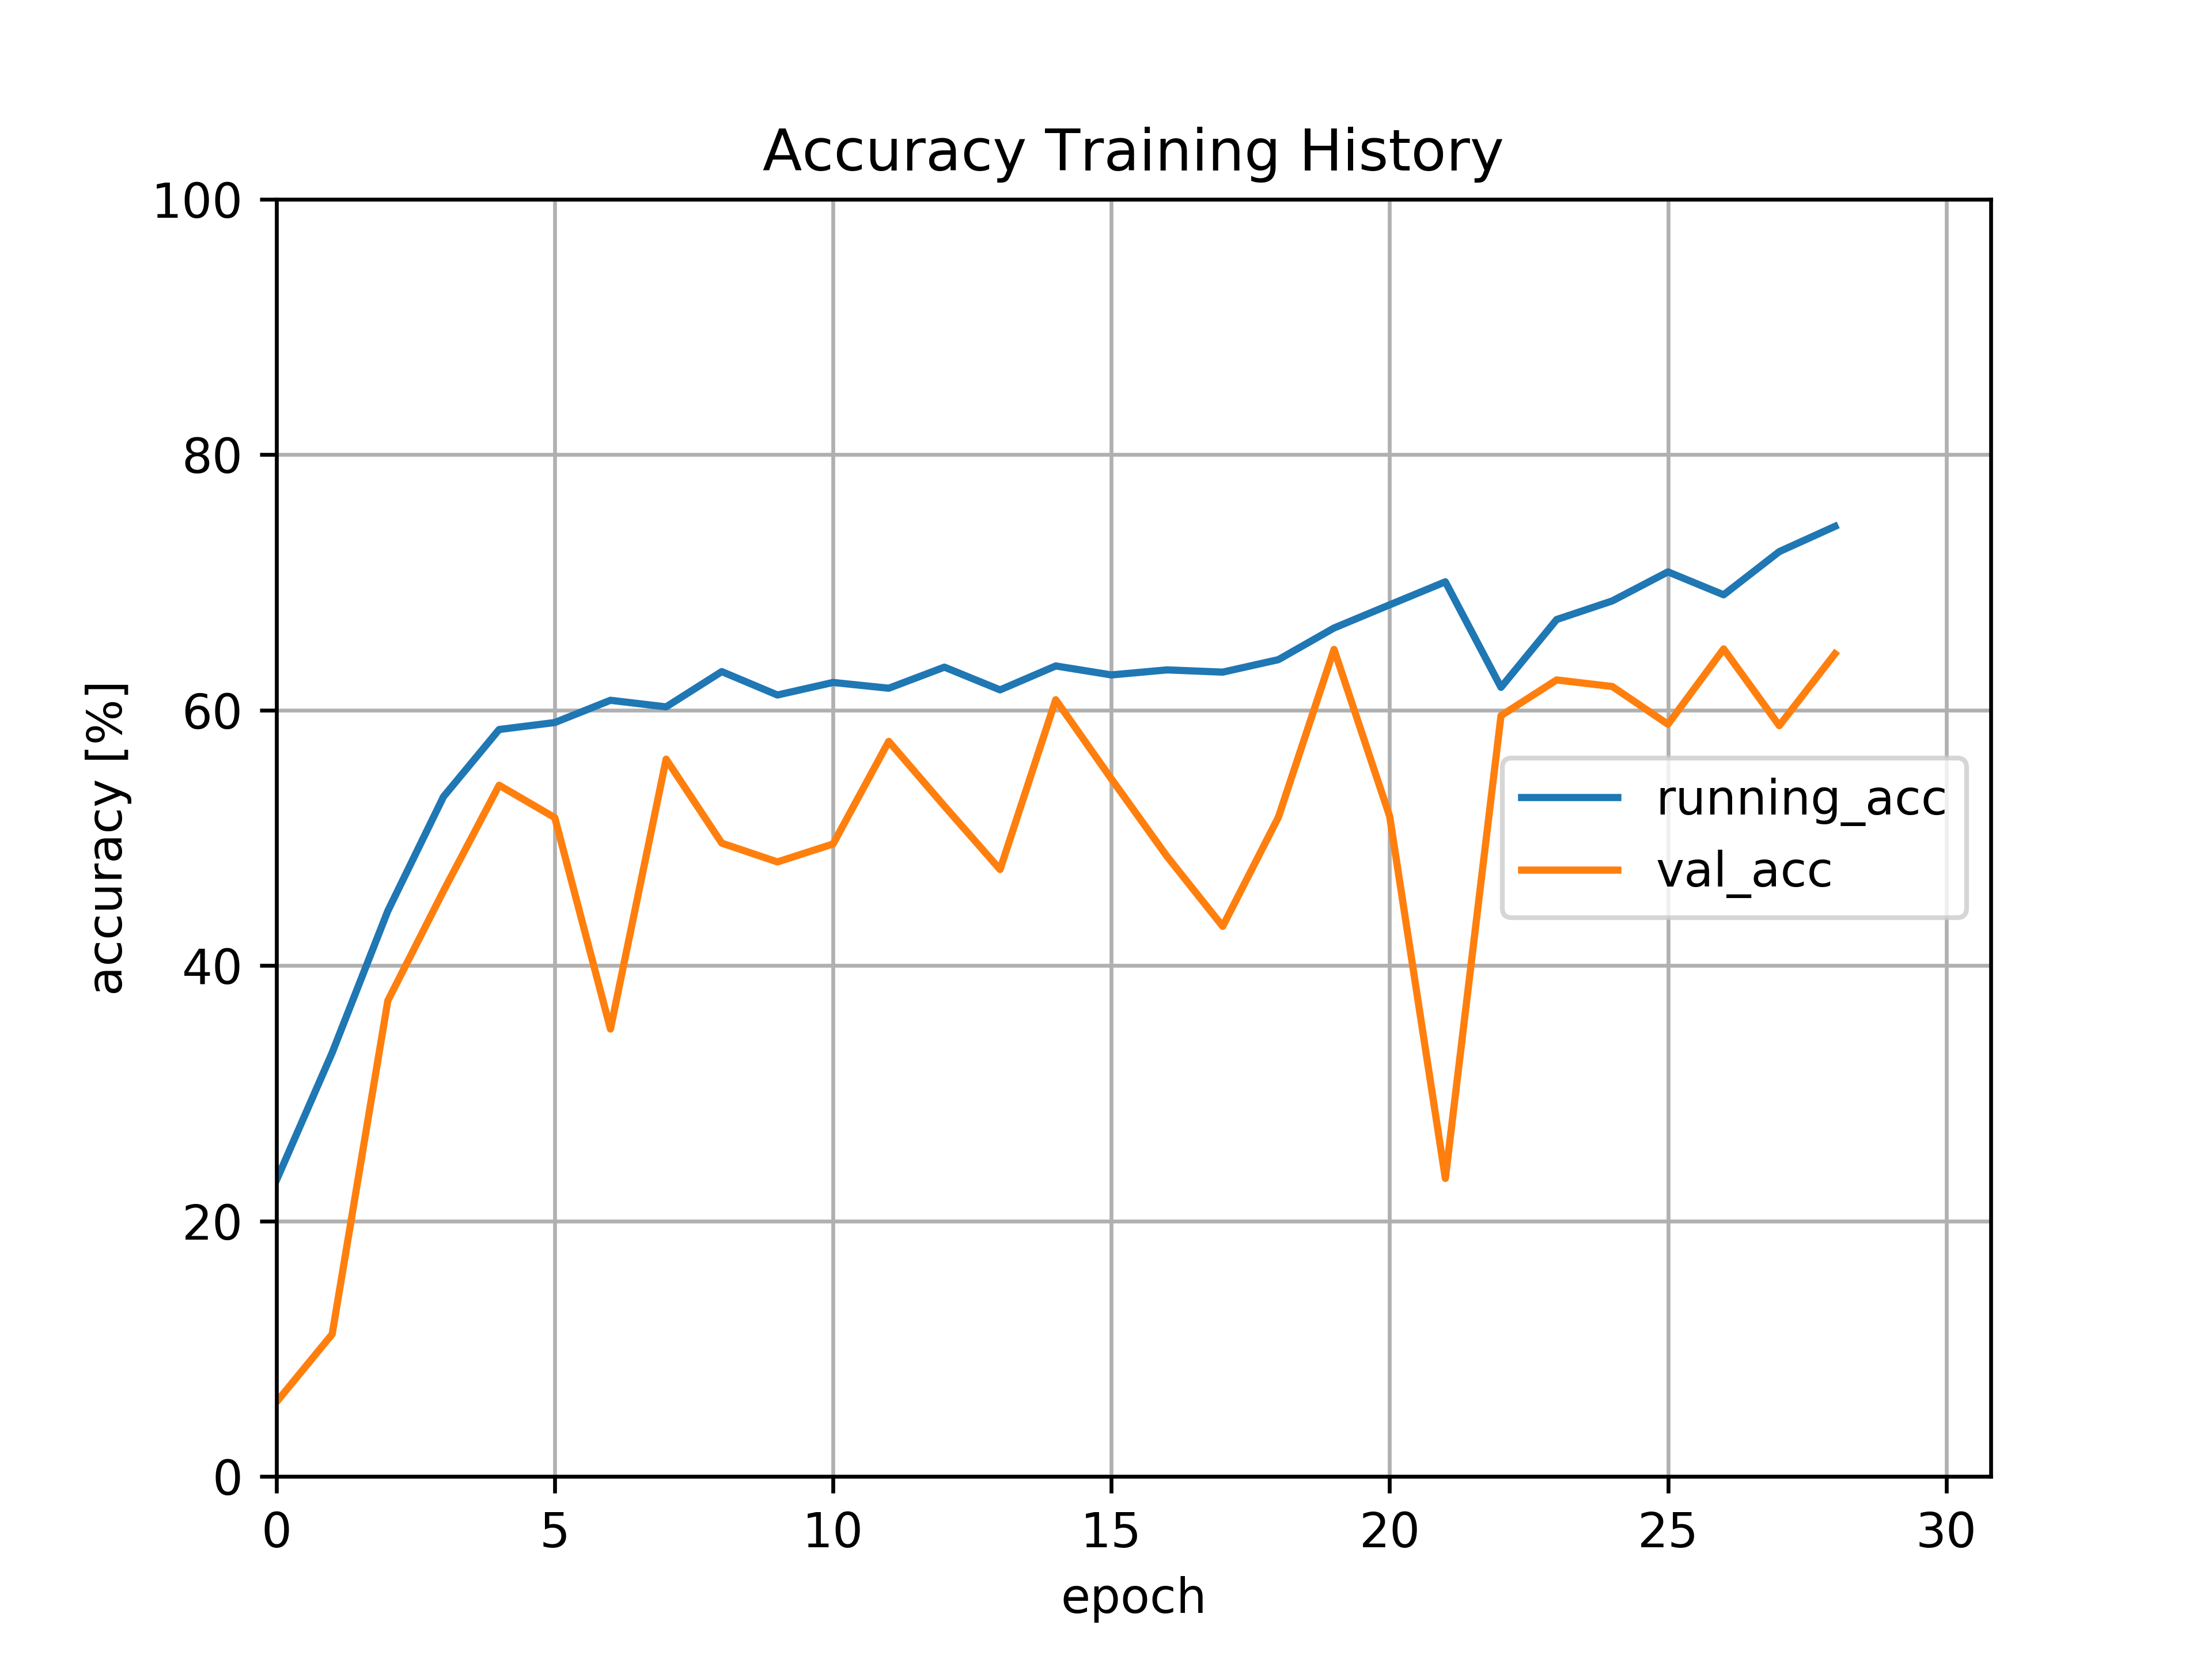 Accuracy Training History
100
80
60
40
20
0
accuracy [%]
running_acc
val_acc
0 5 10 15 20 25 30
epoch